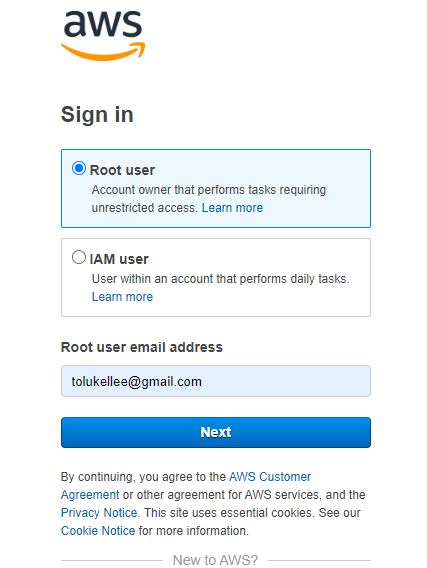 aws
Sign in
Root user
Account owner that performs tasks requiring
unrestricted access. Learn more
IAM user
User within an account that performs daily tasks.
Learn more
Root user email address
tolukellee@gmail.com
Next
By continuing, you agree to the AWS Customer
Agreement or other agreement for AWS services, and the
Privacy Notice. This site uses essential cookies. See our
Cookie Notice for more information.
New to AWS?